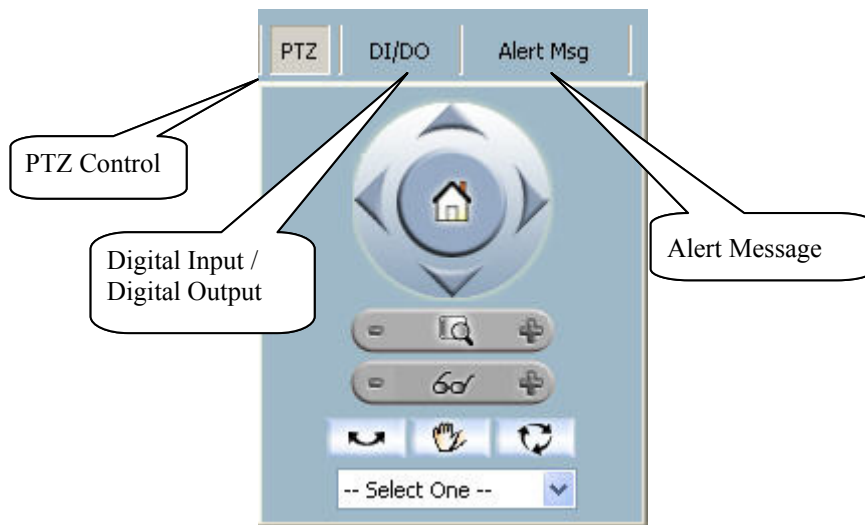 PTZ
DI/DO
Alert Msg
PTZ Control
Digital Input /
Digital Output
Alert Message
-- Select One --